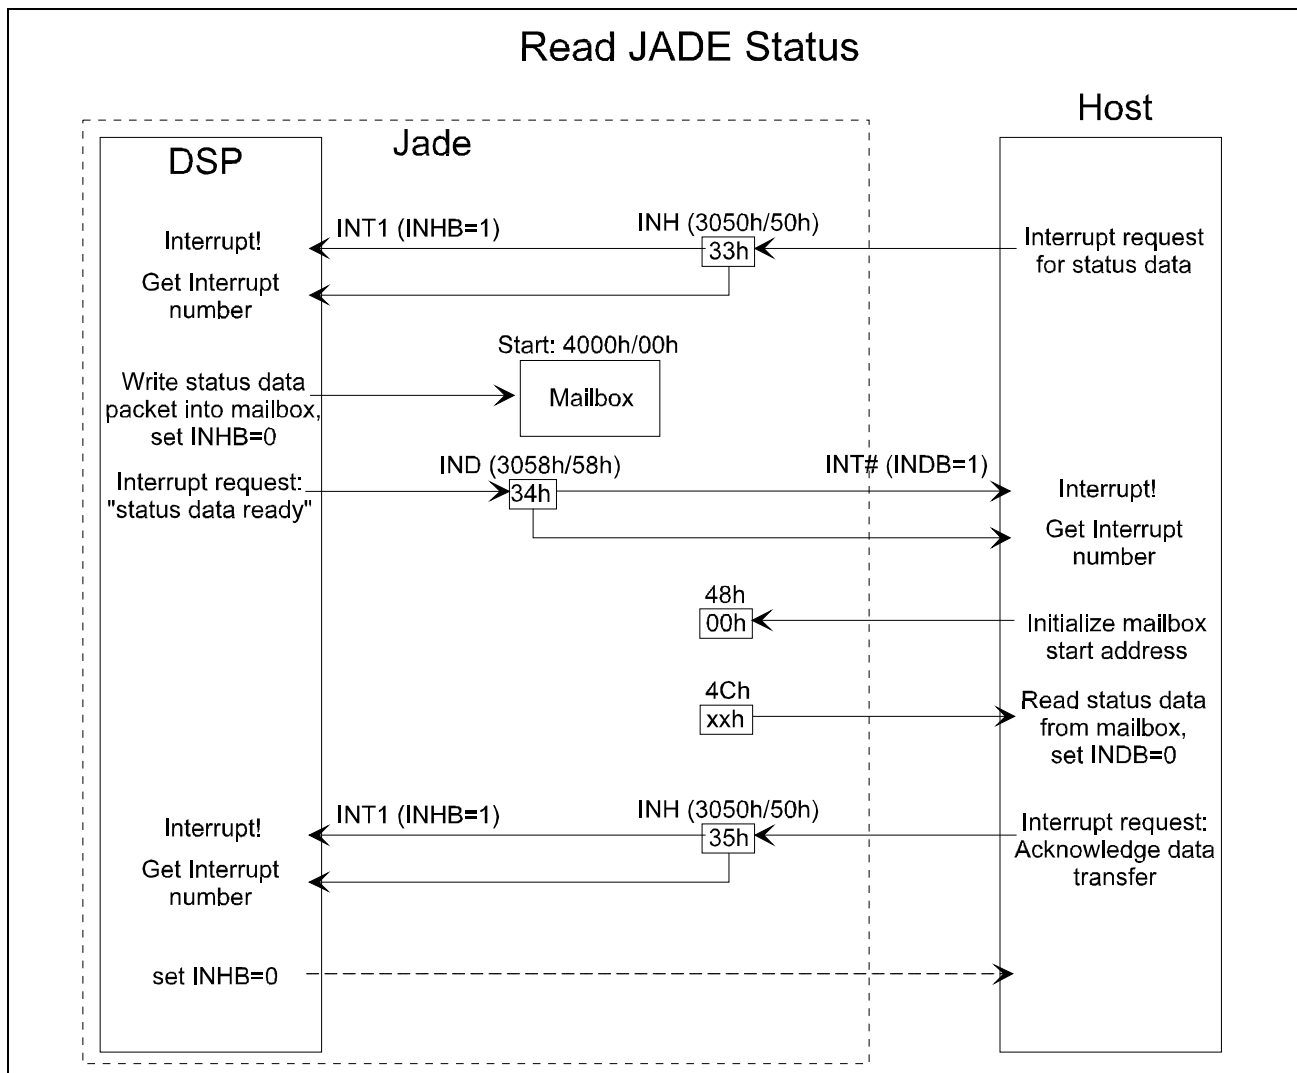 Read JADE Status
Host
Jade
DSP
INT1 (INHB=1)
INH (3050h/50h)
Interrupt!
33h
Interrupt request
for status data
Get Interrupt
number
Start: 4000h/00h
Write status data
packet into mailbox,
set INHB=0
Mailbox
IND (3058h/58h)
INT# (INDB=1)
Interrupt request:
"status data ready"
34h
Interrupt!
Get Interrupt
number
48h
00h
Initialize mailbox
start address
4Ch
xxh
Read status data
from mailbox,
set INDB=0
INT1 (INHB=1)
INH (3050h/50h)
Interrupt!
35h
Interrupt request:
Acknowledge data
transfer
Get Interrupt
number
set INHB=0